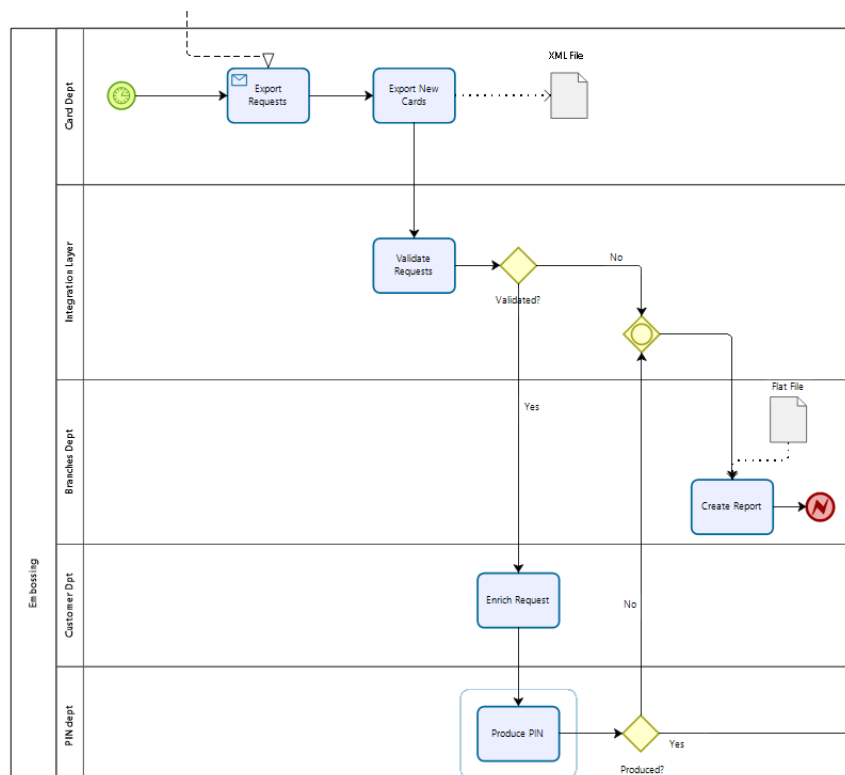 XML File
Export
Requests
Export New
Cards
Card Dept
Validate
Requests
No
Validated?
Integration Layer
Flat File
Yes
Branches Dept
Create Report
Embossing
Customer Dpt
Enrich Request
No
PIN dept
Produce PIN
Yes
Produced?